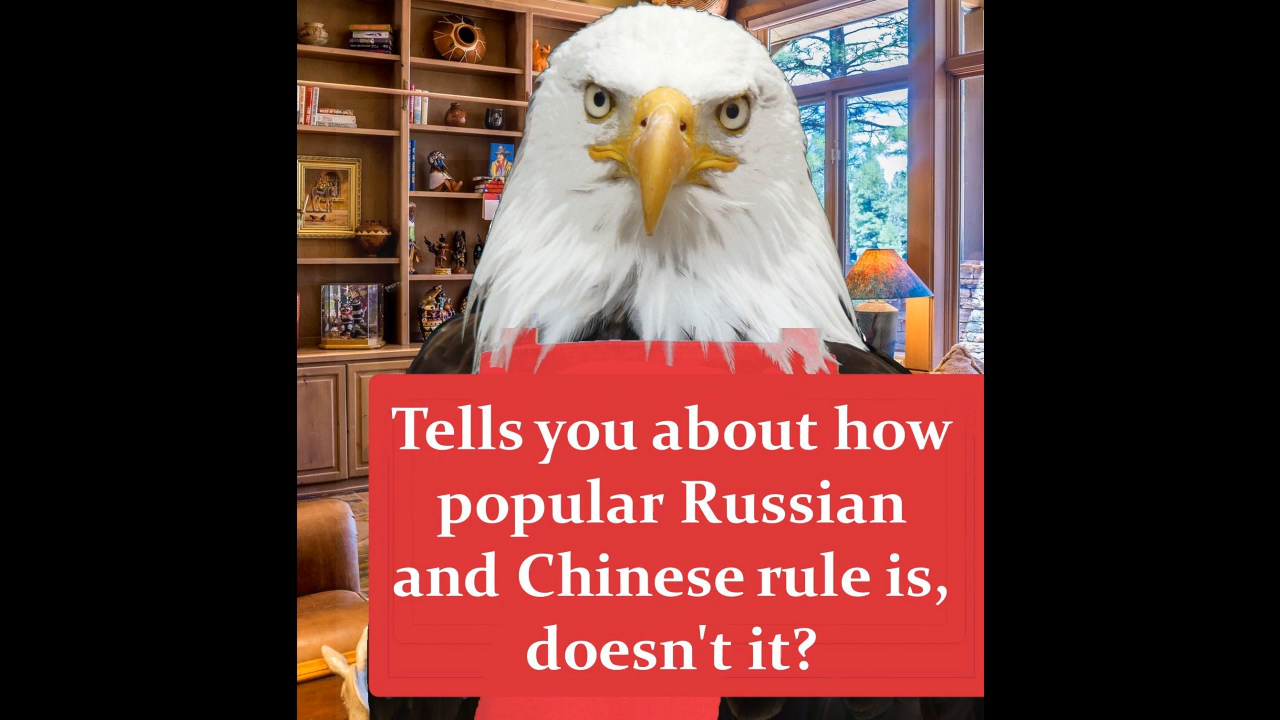 Tells you about how
popular Russian
and Chinese rule is,
doesn't it?